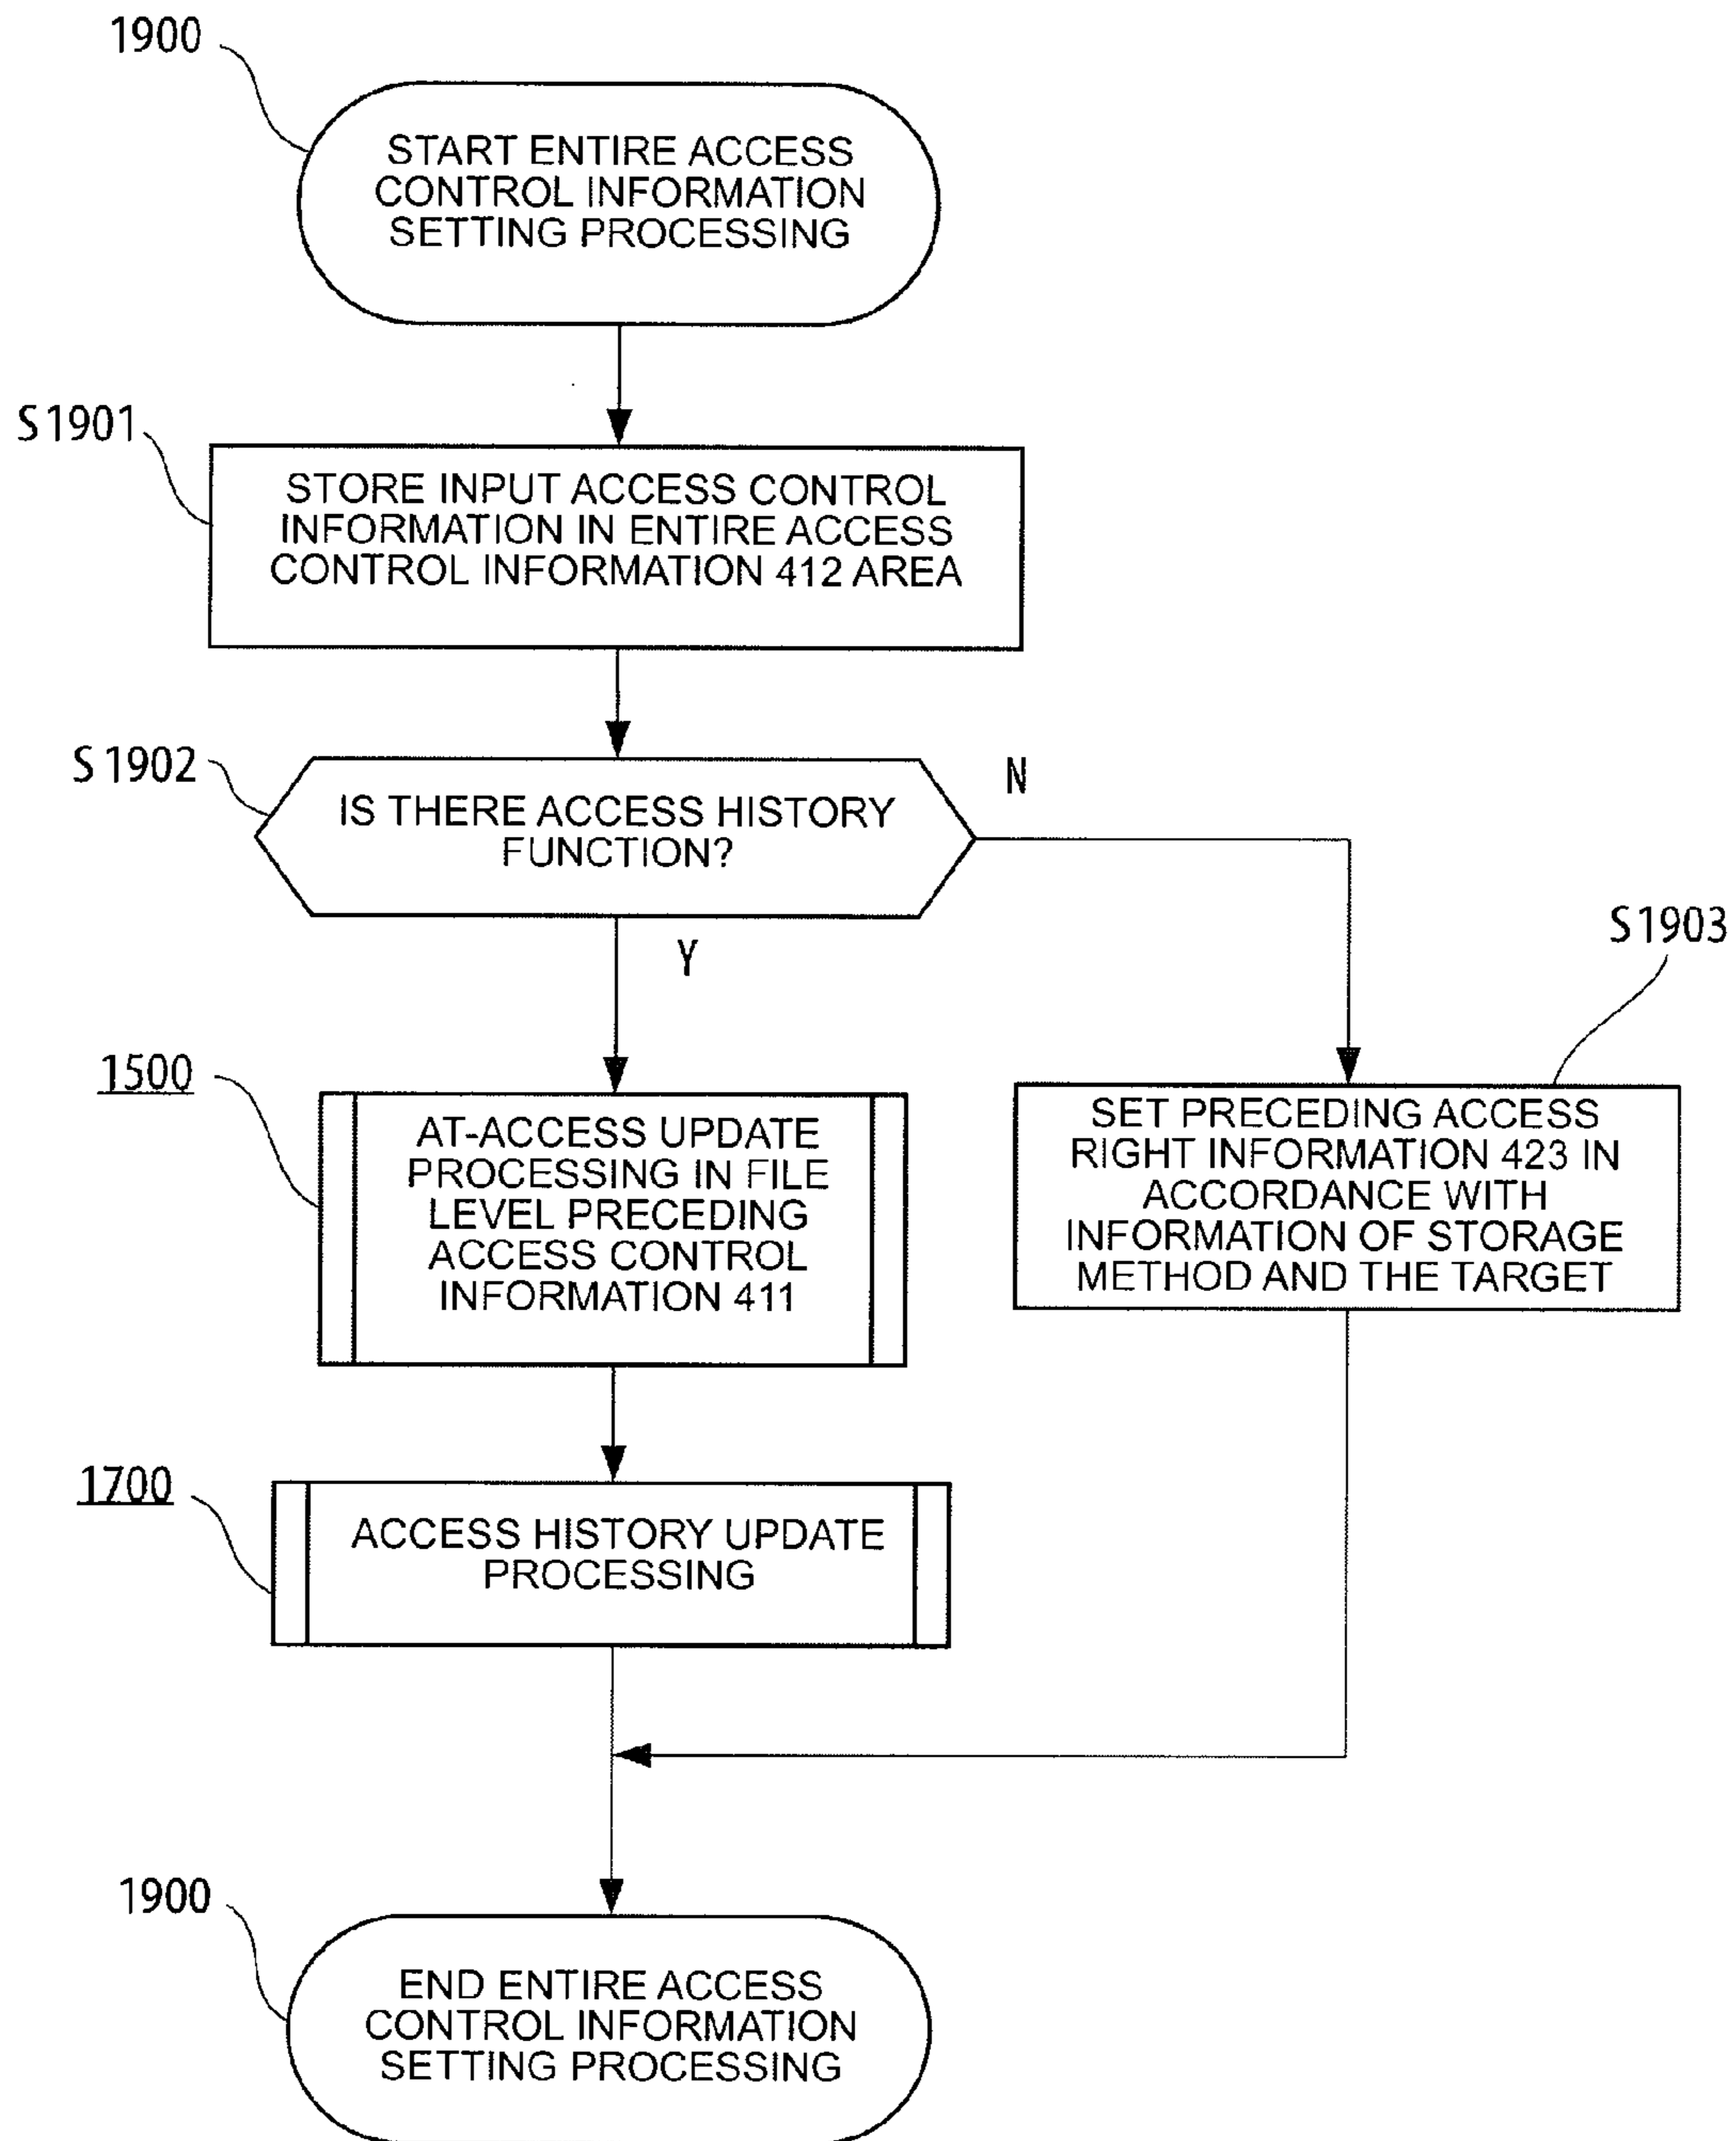 1900
START ENTIRE ACCESS
CONTROL INFORMATION
SETTING PROCESSING
S1901
STORE INPUT ACCESS CONTROL
INFORMATION IN ENTIRE ACCESS
CONTROL INFORMATION 412 AREA
S1902
IS THERE ACCESS HISTORY
FUNCTION?
N
Y
S1903
SET PRECEDING ACCESS
RIGHT INFORMATION 423 IN
ACCORDANCE WITH
INFORMATION OF STORAGE
METHOD AND THE TARGET
1500
AT-ACCESS UPDATE
PROCESSING IN FILE
LEVEL PRECEDING
ACCESS CONTROL
INFORMATION 411
1700
ACCESS HISTORY UPDATE
PROCESSING
1900
END ENTIRE ACCESS
CONTROL INFORMATION
SETTING PROCESSING